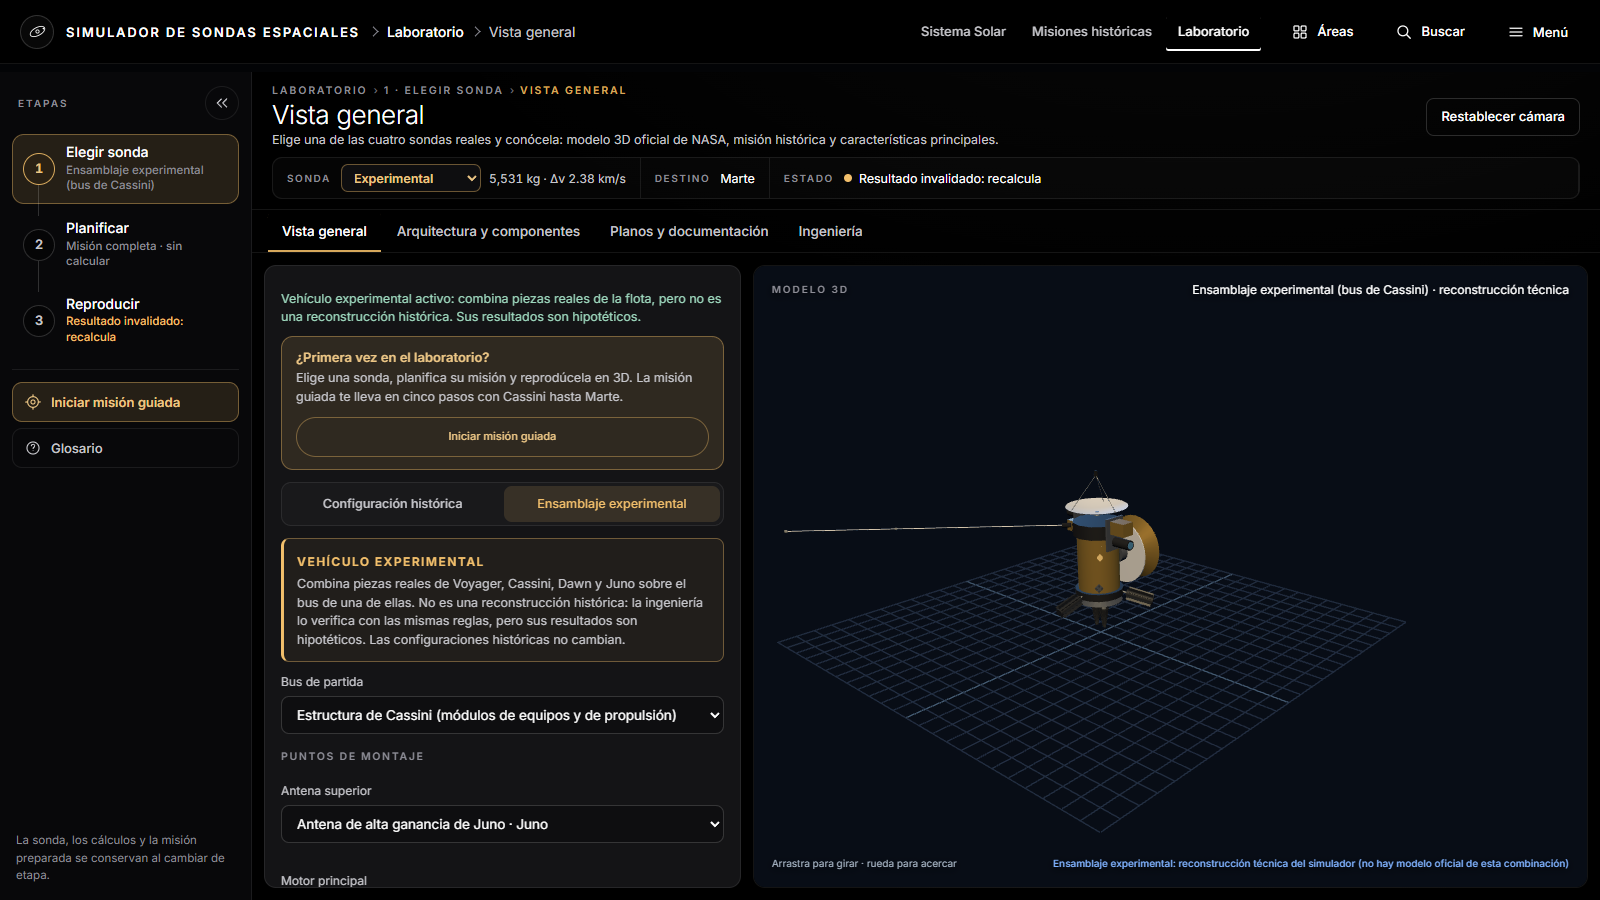 SIMULADOR DE SONDAS ESPACIALES > Laboratorio > Vista general
Sistema Solar
Misiones históricas
Laboratorio
Áreas
Buscar
Menú
ETAPAS
1
Elegir sonda
Ensamblaje experimental
(bus de Cassini)
2
Planificar
Misión completa · sin
calcular
3
Reproducir
Resultado invalidado:
recalcula
Iniciar misión guiada
Glosario
La sonda, los cálculos y la misión
preparada se conservan al cambiar de
etapa.
LABORATORIO › 1 · ELEGIR SONDA › VISTA GENERAL
Vista general
Elige una de las cuatro sondas reales y conócela: modelo 3D oficial de NASA, misión histórica y características principales.
Restablecer cámara
SONDA Experimental 5,531 kg · Δv 2.38 km/s DESTINO Marte ESTADO Resultado invalidado: recalcula
Vista general
Arquitectura y componentes
Planos y documentación
Ingeniería
Vehículo experimental activo: combina piezas reales de la flota, pero no es
una reconstrucción histórica. Sus resultados son hipotéticos.
¿Primera vez en el laboratorio?
Elige una sonda, planifica su misión y reprodúcela en 3D. La misión
guiada te lleva en cinco pasos con Cassini hasta Marte.
Iniciar misión guiada
Configuración histórica
Ensamblaje experimental
VEHÍCULO EXPERIMENTAL
Combina piezas reales de Voyager, Cassini, Dawn y Juno sobre el
bus de una de ellas. No es una reconstrucción histórica: la ingeniería
lo verifica con las mismas reglas, pero sus resultados son
hipotéticos. Las configuraciones históricas no cambian.
Bus de partida
Estructura de Cassini (módulos de equipos y de propulsión)
PUNTOS DE MONTAJE
Antena superior
Antena de alta ganancia de Juno · Juno
Motor principal
MODELO 3D
Ensamblaje experimental (bus de Cassini) · reconstrucción técnica
Arrastra para girar · rueda para acercar
Ensamblaje experimental: reconstrucción técnica del simulador (no hay modelo oficial de esta combinación)